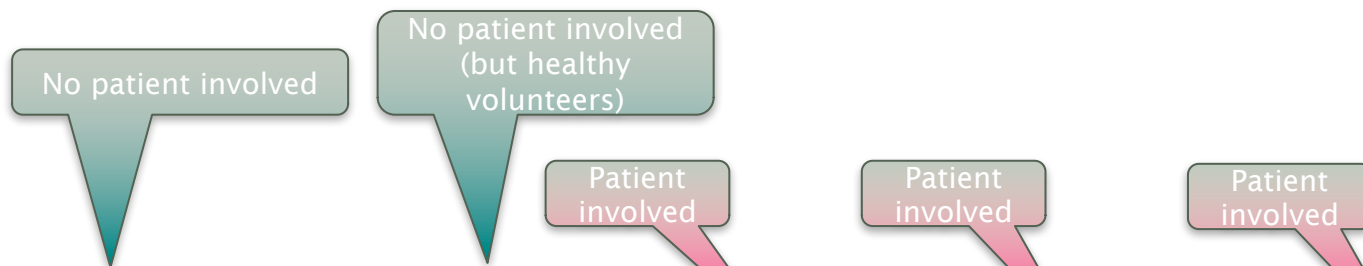 No patient involved
No patient involved
(but healthy
volunteers)
Patient
involved
Patient
involved
Patient
involved